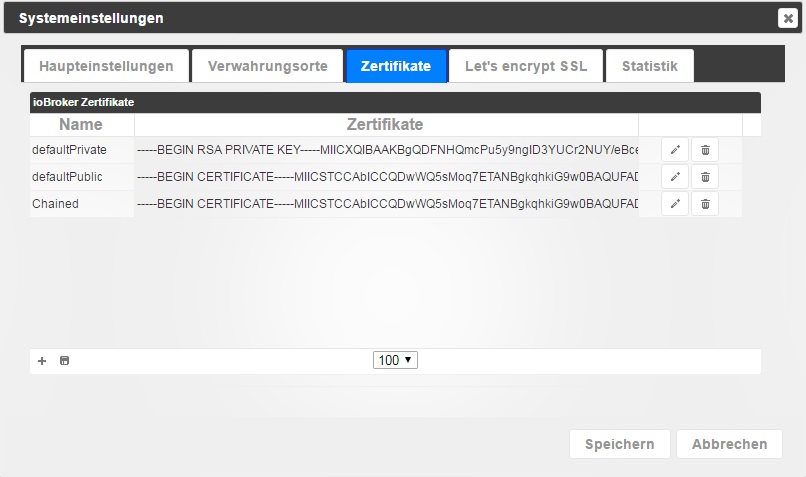 Systemeinstellungen
Haupteinstellungen Verwahrungsorte Zertifikate Let's encrypt SSL Statistik
ioBroker Zertifikate
Name Zertifikate
defaultPrivate -----BEGIN RSA PRIVATE KEY-----MIICXQIBAAKBgQDFNHQmcPu5y9ngID3YUCr2NUY/eBce
defaultPublic -----BEGIN CERTIFICATE-----MIICSTCCAbICCQDwWQ5sMoq7ETANBgkqhkiG9w0BAQUFAD
Chained -----BEGIN CERTIFICATE-----MIICSTCCAbICCQDwWQ5sMoq7ETANBgkqhkiG9w0BAQUFAD
100
Speichern Abbrechen